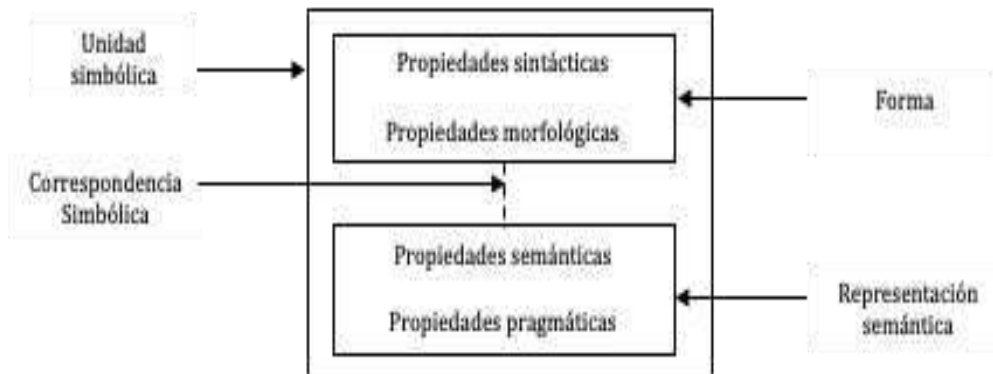 Unidad
simbólica
Propiedades sintácticas
Propiedades morfológicas
Forma
Correspondencia
Simbólica
Propiedades semánticas
Propiedades pragmáticas
Representación
semántica